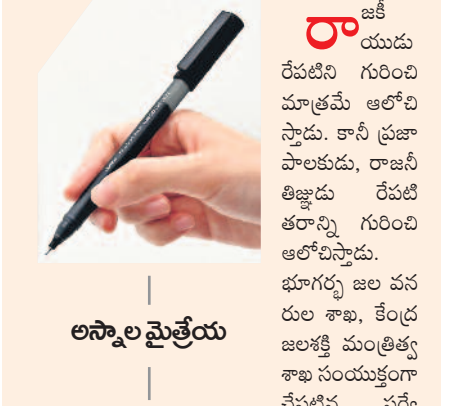 అస్నాల మైత్రేయ
రాజకీ
యుడు
రేపటిని గురించి
మాత్రమే ఆలోచి
స్తాడు. కానీ ప్రజా
పాలకుడు, రాజనీ
తిజ్ఞుడు రేపటి
తరాన్ని గురించి
ఆలోచిస్తాడు.
భూగర్భ జల వన
రుల శాఖ, కేంద్ర
జలశక్తి మంత్రిత్వ
శాఖ సంయుక్తంగా